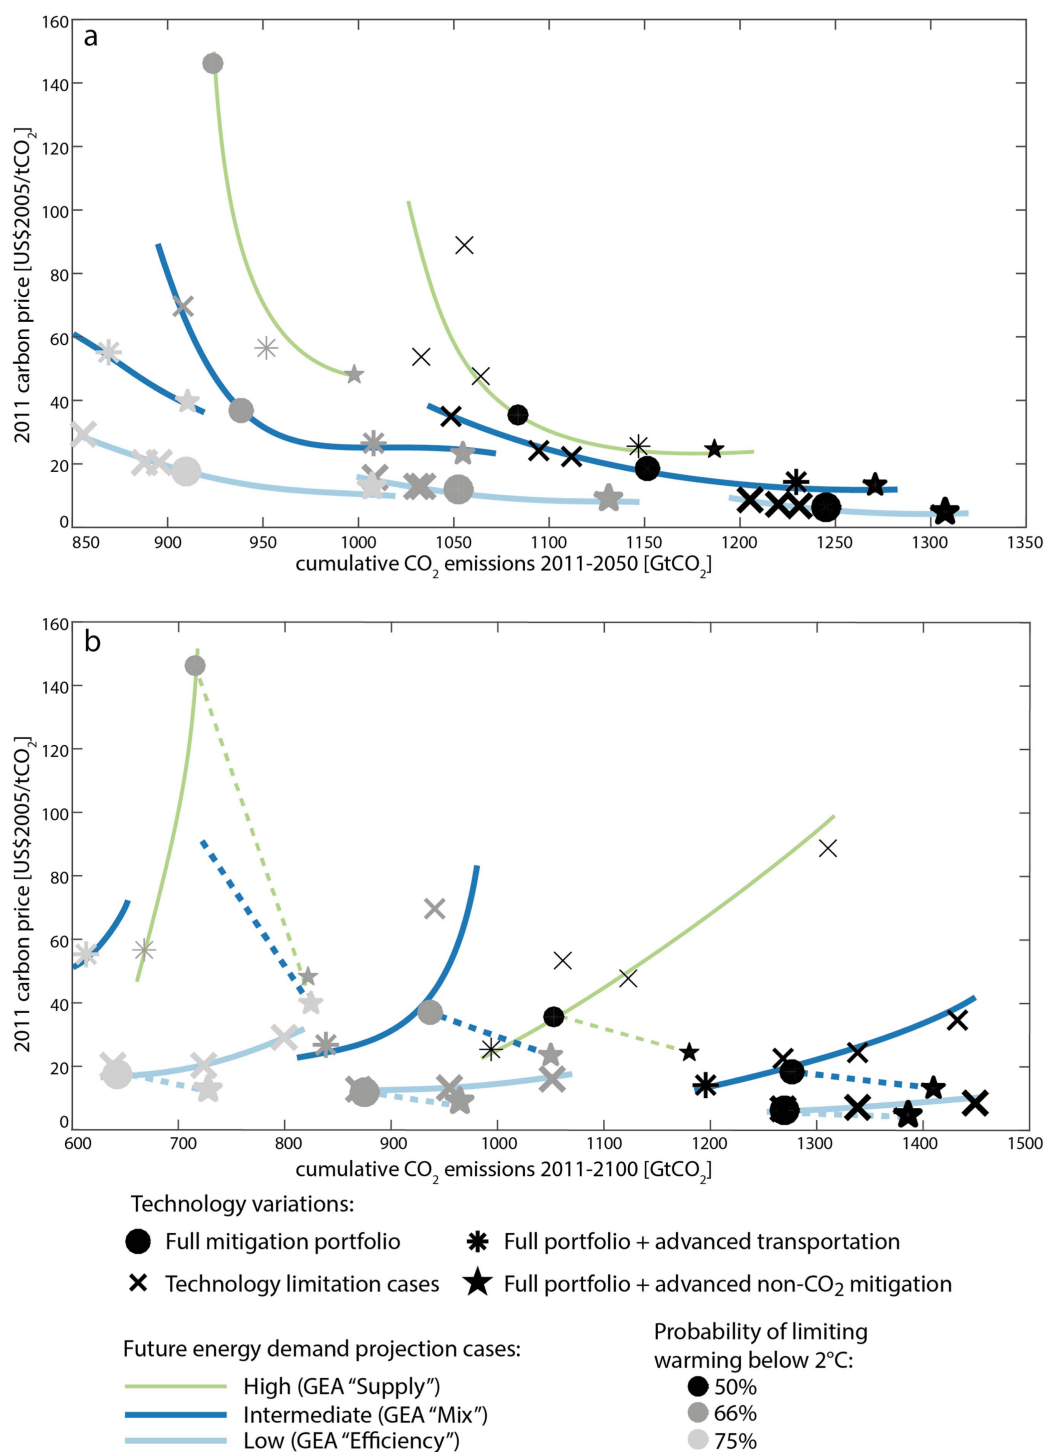 a
160
140
120
100
80
60
40
20
0
2011 carbon price [US$2005/tCO2]
850 900 950 1000 1050 1100 1150 1200 1250 1300 1350
cumulative CO2 emissions 2011-2050 [GtCO2]
b
160
140
120
100
80
60
40
20
0
2011 carbon price [US$2005/tCO2]
600 700 800 900 1000 1100 1200 1300 1400 1500
cumulative CO2 emissions 2011-2100 [GtCO2]
Technology variations:
Full mitigation portfolio
Full portfolio + advanced transportation
Technology limitation cases
Full portfolio + advanced non-CO2 mitigation
Future energy demand projection cases:
High (GEA "Supply")
Intermediate (GEA "Mix")
Low (GEA "Efficiency")
Probability of limiting
warming below 2°C:
50%
66%
75%